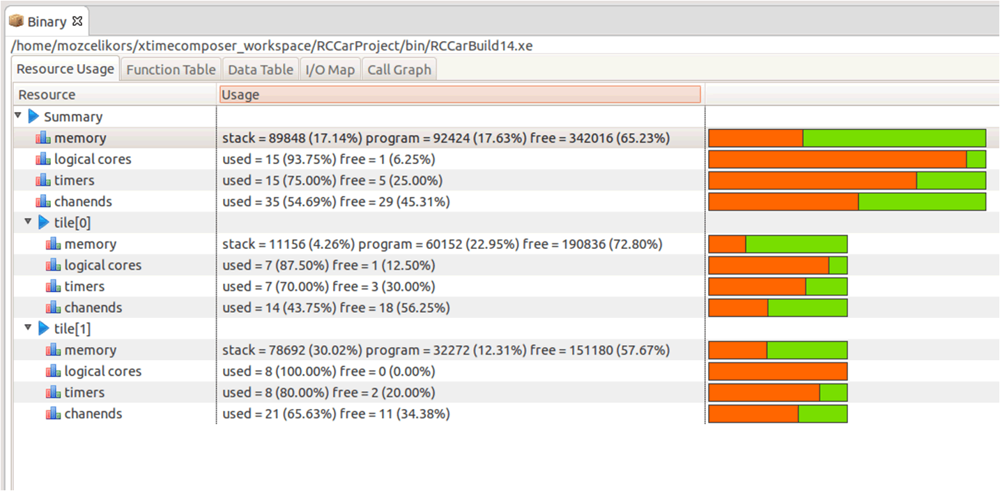 Binary
/home/mozcelikors/xtimecomposer_workspace/RCCarProject/bin/RCCarBuild14.xe
Resource Usage Function Table Data Table I/O Map Call Graph
Resource Usage
Summary
memory stack = 89848 (17.14%) program = 92424 (17.63%) free = 342016 (65.23%)
logical cores used = 15 (93.75%) free = 1 (6.25%)
timers used = 15 (75.00%) free = 5 (25.00%)
chanends used = 35 (54.69%) free = 29 (45.31%)
tile[0]
memory stack = 11156 (4.26%) program = 60152 (22.95%) free = 190836 (72.80%)
logical cores used = 7 (87.50%) free = 1 (12.50%)
timers used = 7 (70.00%) free = 3 (30.00%)
chanends used = 14 (43.75%) free = 18 (56.25%)
tile[1]
memory stack = 78692 (30.02%) program = 32272 (12.31%) free = 151180 (57.67%)
logical cores used = 8 (100.00%) free = 0 (0.00%)
timers used = 8 (80.00%) free = 2 (20.00%)
chanends used = 21 (65.63%) free = 11 (34.38%)